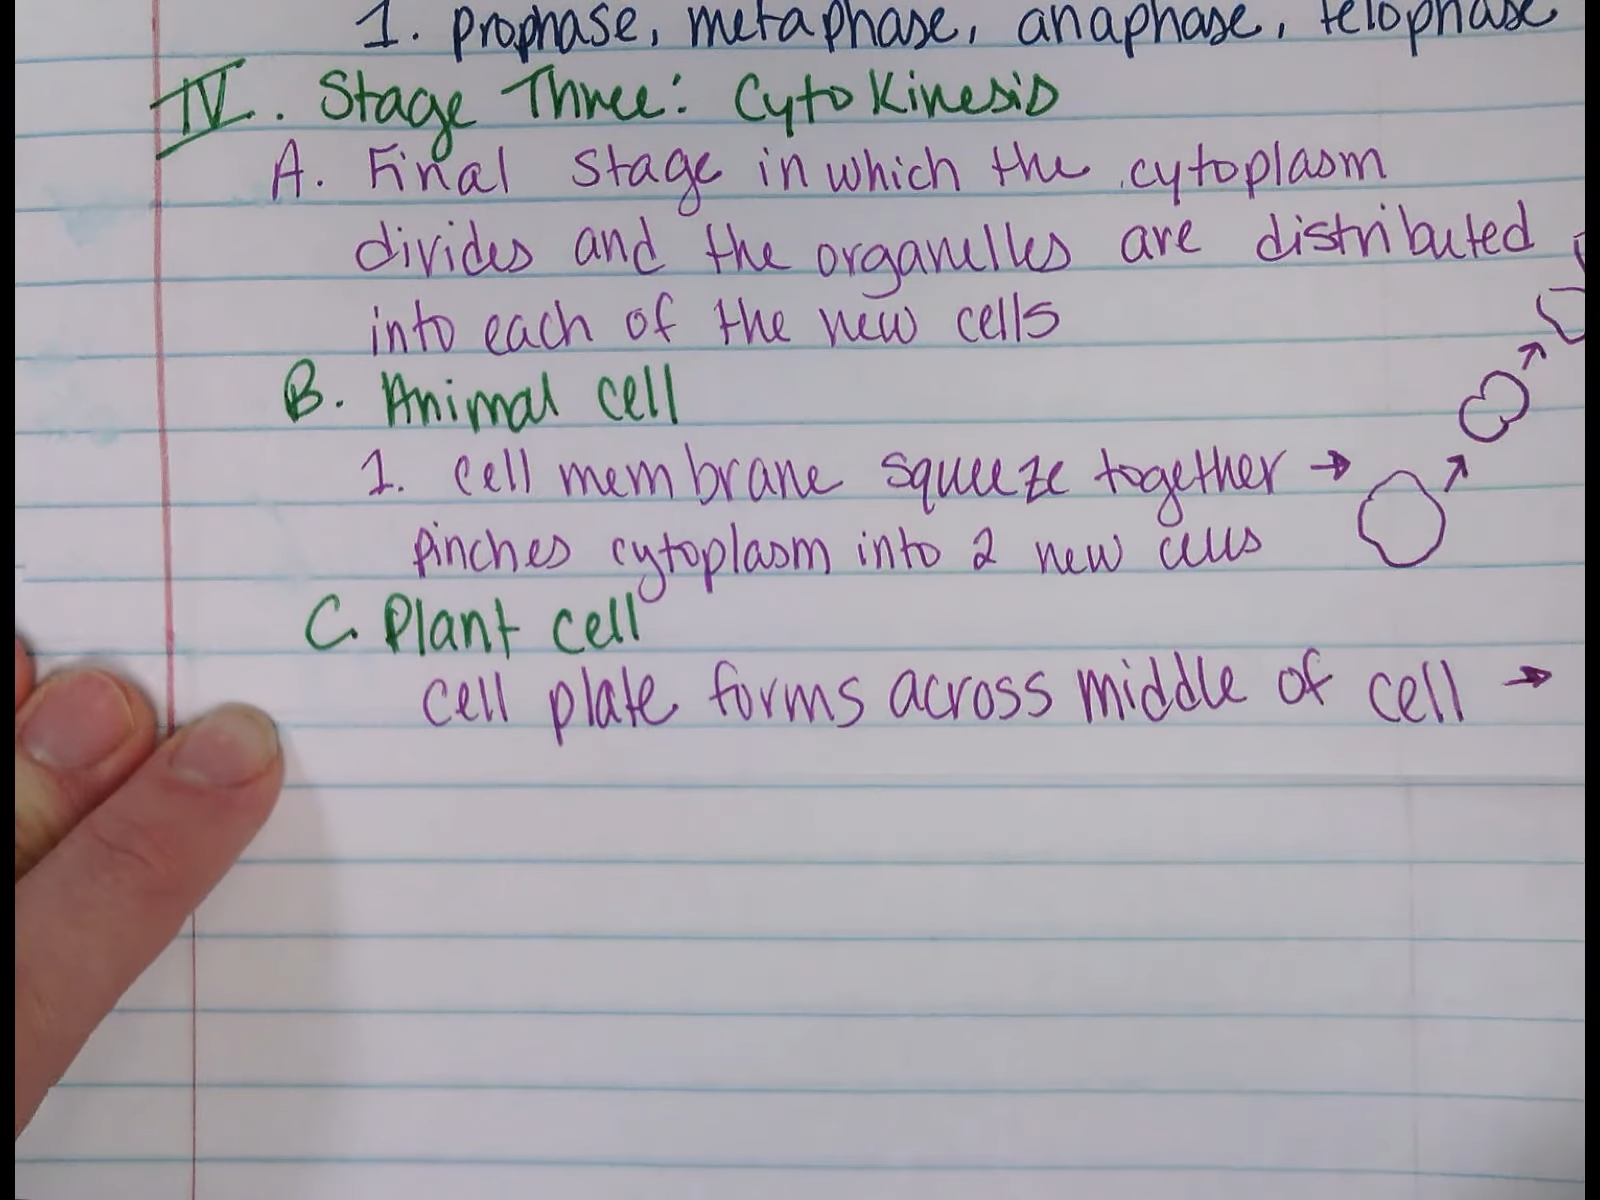 1. prophase, metaphase, anaphase, telophase
IV. Stage Three: Cytokinesis
A. Final stage in which the cytoplasm
divides and the organelles are distributed
into each of the new cells
B. Animal cell
1. cell membrane squeeze together →
pinches cytoplasm into 2 new cells
C. Plant cell
cell plate forms across middle of cell →